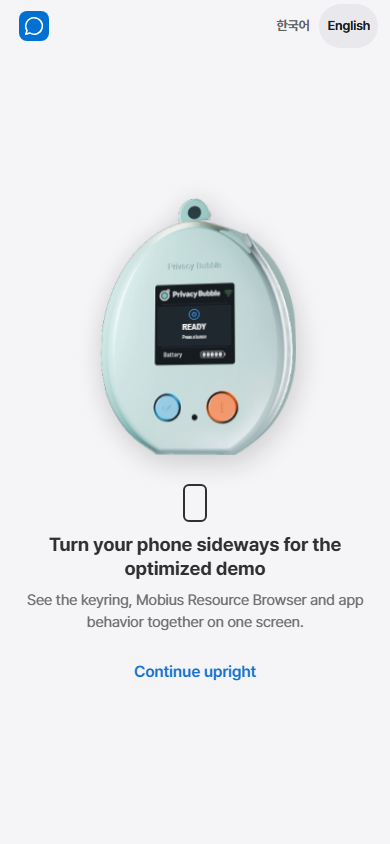 한국어 English
Privacy Bubble
Privacy Bubble
READY
Battery
Turn your phone sideways for the
optimized demo
See the keyring, Mobius Resource Browser and app
behavior together on one screen.
Continue upright